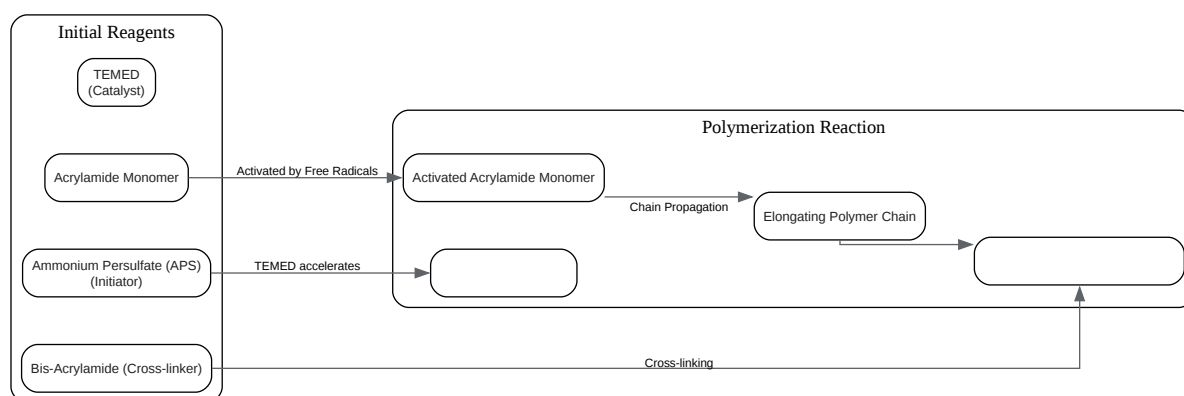 Initial Reagents
TEMED
(Catalyst)
Polymerization Reaction
Acrylamide Monomer
Activated by Free Radicals
Activated Acrylamide Monomer
Chain Propagation
Elongating Polymer Chain
Ammonium Persulfate (APS)
(Initiator)
TEMED accelerates
Bis-Acrylamide (Cross-linker)
Cross-linking